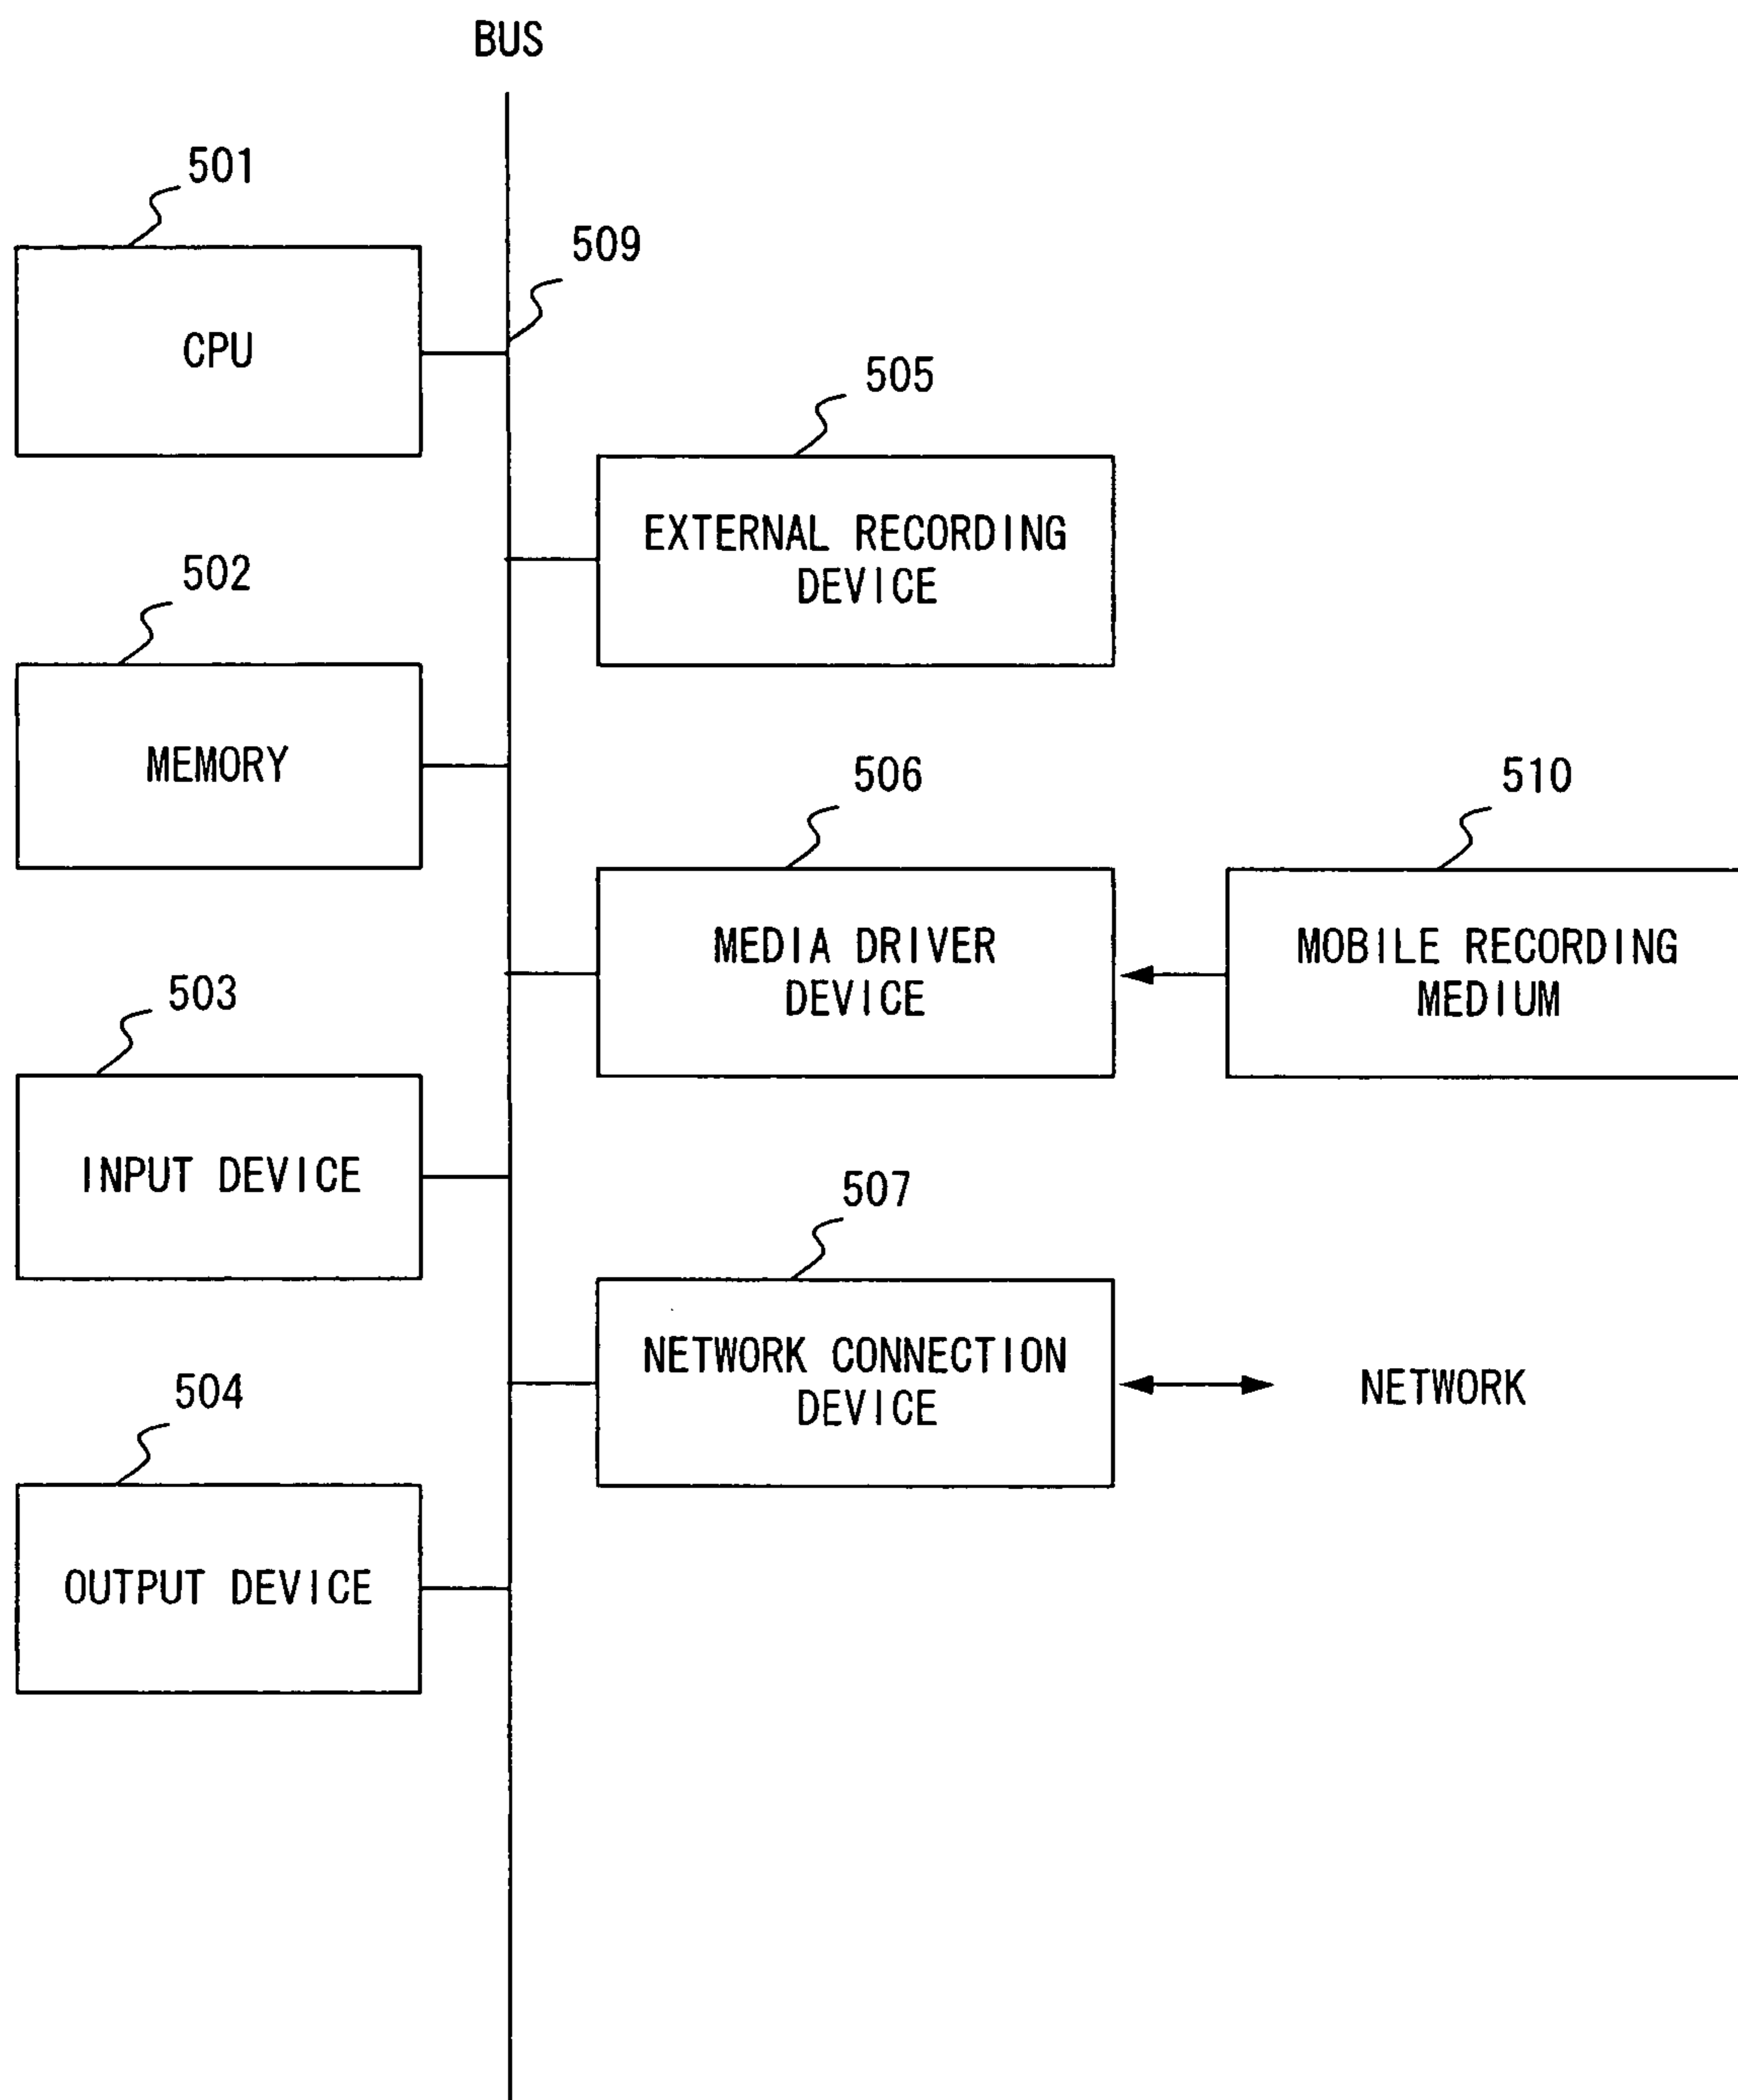 BUS
501
CPU
509
505
EXTERNAL RECORDING
DEVICE
502
MEMORY
506
MEDIA DRIVER
DEVICE
510
MOBILE RECORDING
MEDIUM
503
INPUT DEVICE
507
NETWORK CONNECTION
DEVICE
NETWORK
504
OUTPUT DEVICE